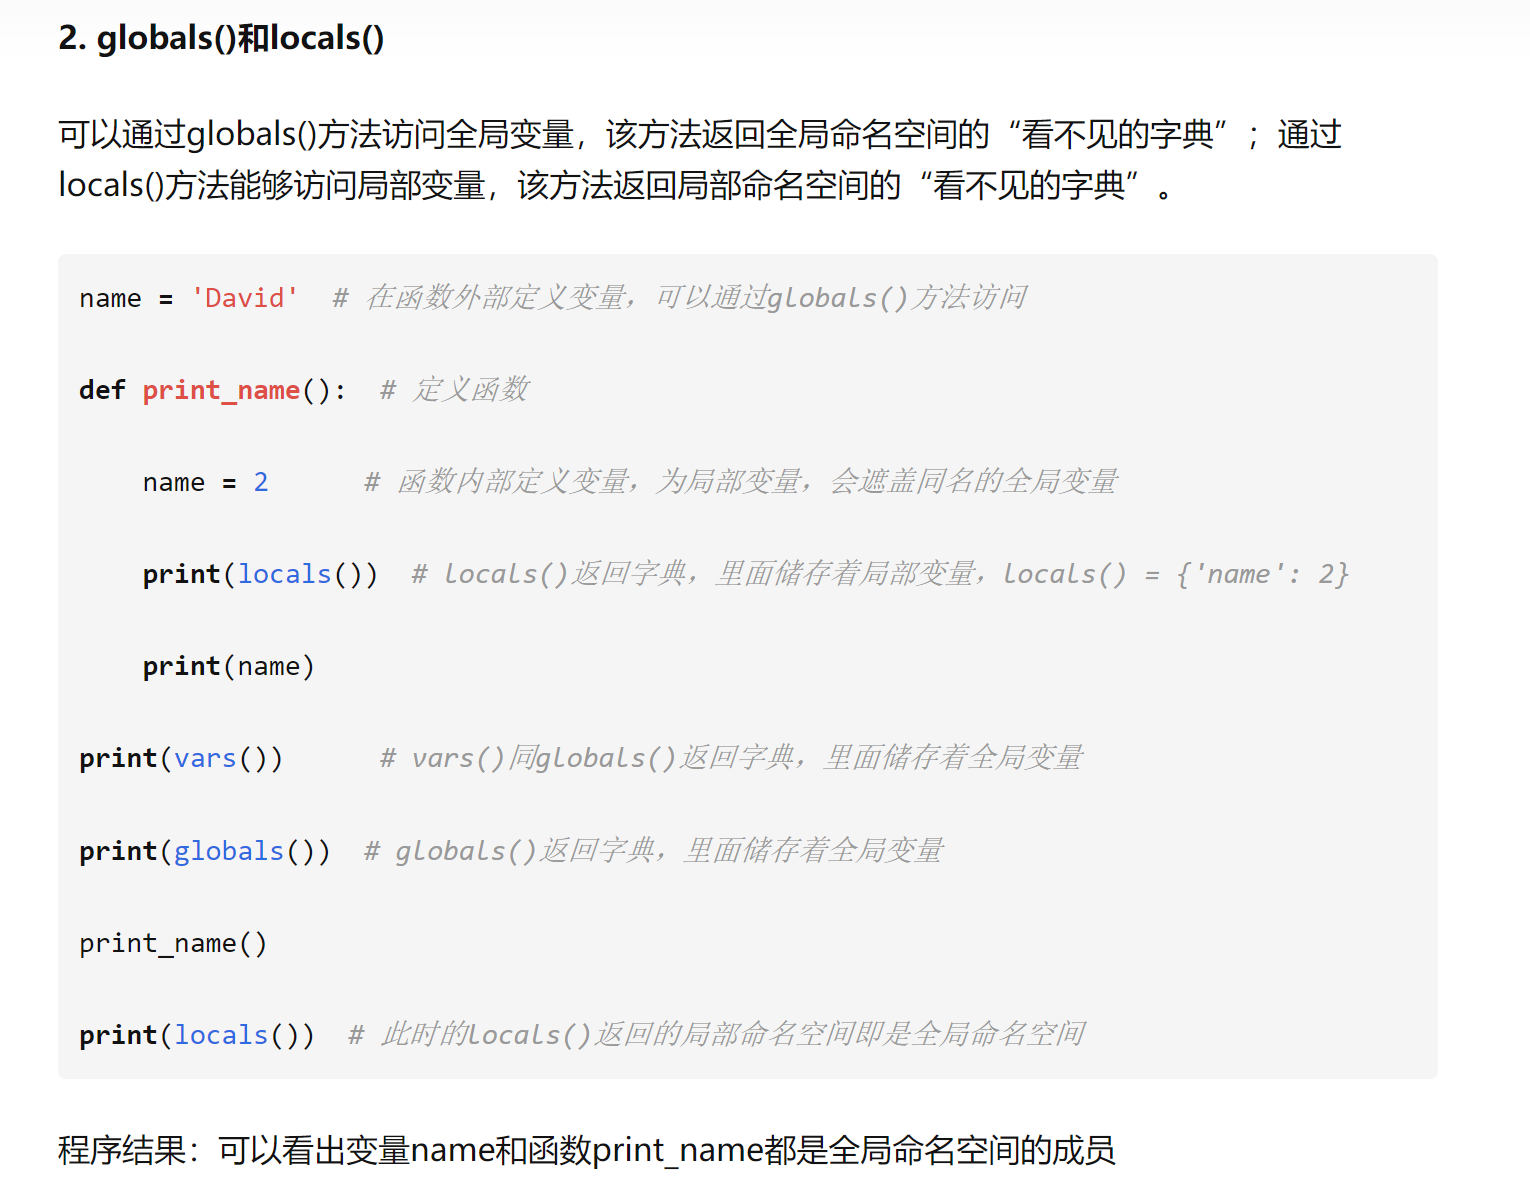 2. globals()和locals()
可以通过globals()方法访问全局变量，该方法返回全局命名空间的“看不见的字典”；通过
locals()方法能够访问局部变量，该方法返回局部命名空间的“看不见的字典”。
name = 'David'  # 在函数外部定义变量，可以通过globals()方法访问
def print_name():  # 定义函数
    name = 2      # 函数内部定义变量，为局部变量，会遮盖同名的全局变量
    print(locals())  # locals()返回字典，里面储存着局部变量，locals() = {'name': 2}
    print(name)
print(vars())      # vars()同globals()返回字典，里面储存着全局变量
print(globals())  # globals()返回字典，里面储存着全局变量
print_name()
print(locals())  # 此时的locals()返回的局部命名空间即是全局命名空间
程序结果：可以看出变量name和函数print_name都是全局命名空间的成员